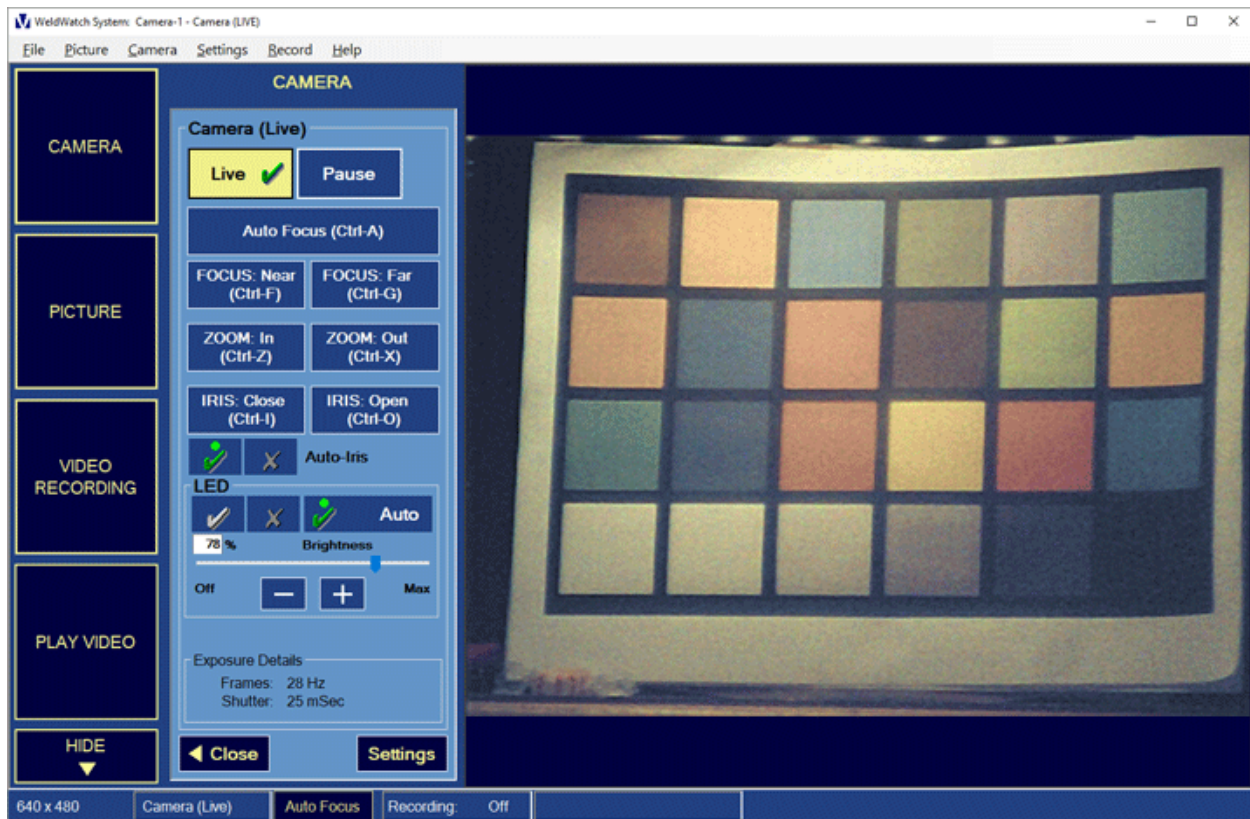 WeldWatch System: Camera-1 - Camera (LIVE)
File Picture Camera Settings Record Help
CAMERA
PICTURE
VIDEO
RECORDING
PLAY VIDEO
HIDE
CAMERA
Camera (Live)
Live Pause
Auto Focus (Ctrl-A)
FOCUS: Near
(Ctrl-F)
FOCUS: Far
(Ctrl-G)
ZOOM: In
(Ctrl-Z)
ZOOM: Out
(Ctrl-X)
IRIS: Close
(Ctrl-I)
IRIS: Open
(Ctrl-O)
Auto-Iris
LED
Auto
78 % Brightness
Off Max
Exposure Details
Frames: 28 Hz
Shutter: 25 mSec
Close Settings
640 x 480 Camera (Live) Auto Focus Recording: Off